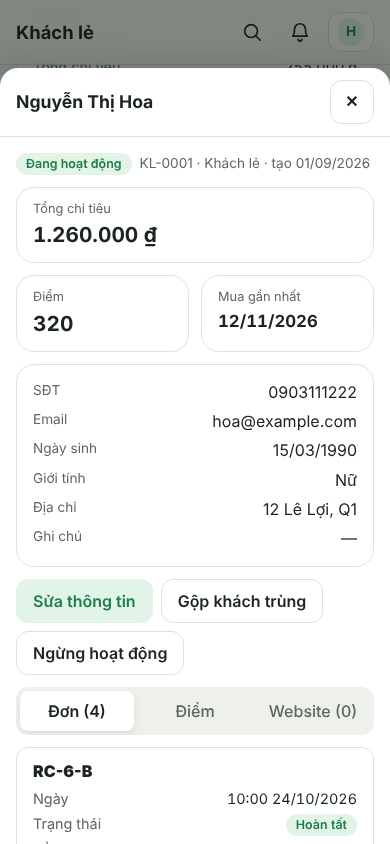 Khách lẻ
H
Nguyễn Thị Hoa
Đang hoạt động KL-0001 · Khách lẻ · tạo 01/09/2026
Tổng chi tiêu
1.260.000 ₫
Điểm
320
Mua gần nhất
12/11/2026
SĐT 0903111222
Email hoa@example.com
Ngày sinh 15/03/1990
Giới tính Nữ
Địa chỉ 12 Lê Lợi, Q1
Ghi chú —
Sửa thông tin Gộp khách trùng
Ngừng hoạt động
Đơn (4) Điểm Website (0)
RC-6-B
Ngày 10:00 24/10/2026
Trạng thái Hoàn tất